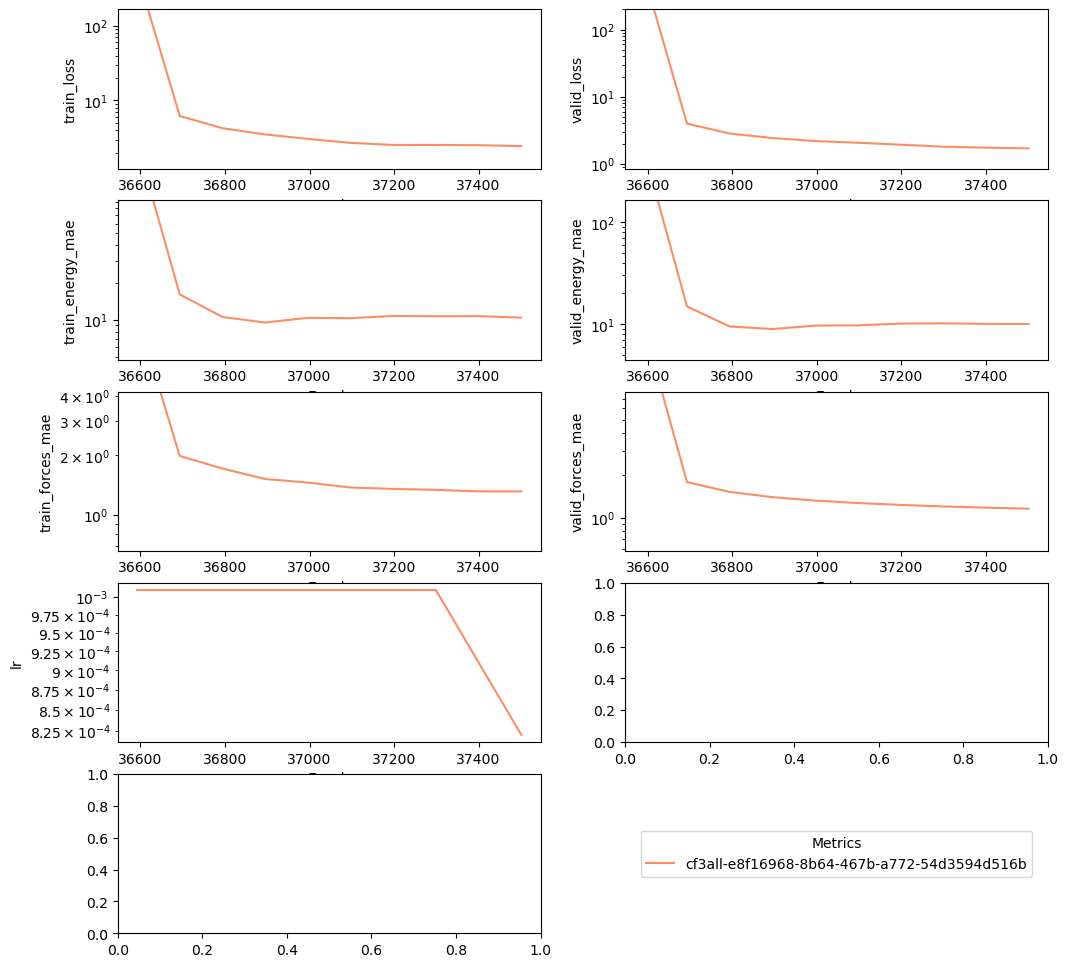 train_loss
10²
10¹
36600 36800 37000 37200 37400
valid_loss
10²
10¹
10⁰
36600 36800 37000 37200 37400
train_energy_mae
10¹
36600 36800 37000 37200 37400
valid_energy_mae
10²
10¹
36600 36800 37000 37200 37400
train_forces_mae
4 × 10⁰
3 × 10⁰
2 × 10⁰
10⁰
36600 36800 37000 37200 37400
valid_forces_mae
10⁰
36600 36800 37000 37200 37400
lr
10⁻³
9.75 × 10⁻⁴
9.5 × 10⁻⁴
9.25 × 10⁻⁴
9 × 10⁻⁴
8.75 × 10⁻⁴
8.5 × 10⁻⁴
8.25 × 10⁻⁴
36600 36800 37000 37200 37400
1.0
0.8
0.6
0.4
0.2
0.0
0.0 0.2 0.4 0.6 0.8 1.0
1.0
0.8
0.6
0.4
0.2
0.0
0.0 0.2 0.4 0.6 0.8 1.0
Metrics
cf3all-e8f16968-8b64-467b-a772-54d3594d516b